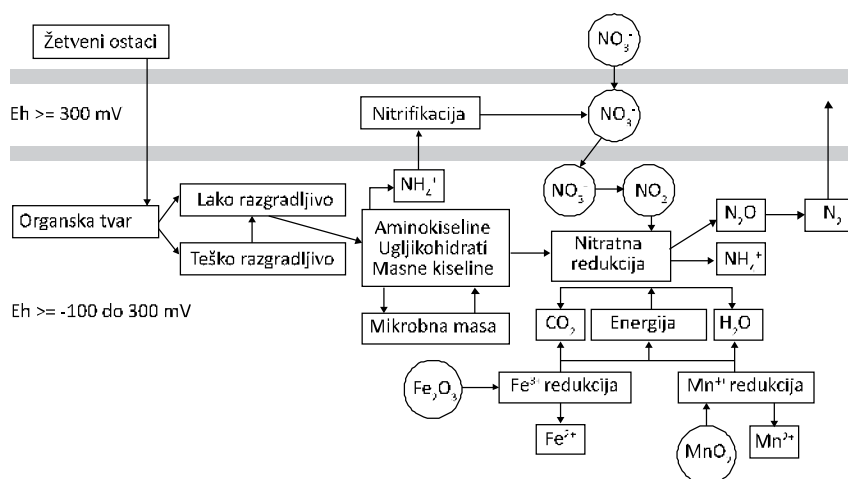 Žetveni ostaci
NO₃⁻
Eh >= 300 mV
Nitrifikacija
NO₃⁻
NH₄⁺
NO₃⁻
NO₂
Lako razgradljivo
Organska tvar
Teško razgradljivo
Aminokiseline
Ugljikohidrati
Masne kiseline
Nitratna
redukcija
N₂O
N₂
NH₄⁺
Eh >= -100 do 300 mV
Mikrobna masa
CO₂
Energija
H₂O
Fe₂O₃
Fe³⁺ redukcija
Mn⁴⁺ redukcija
Fe²⁺
MnO₂
Mn²⁺